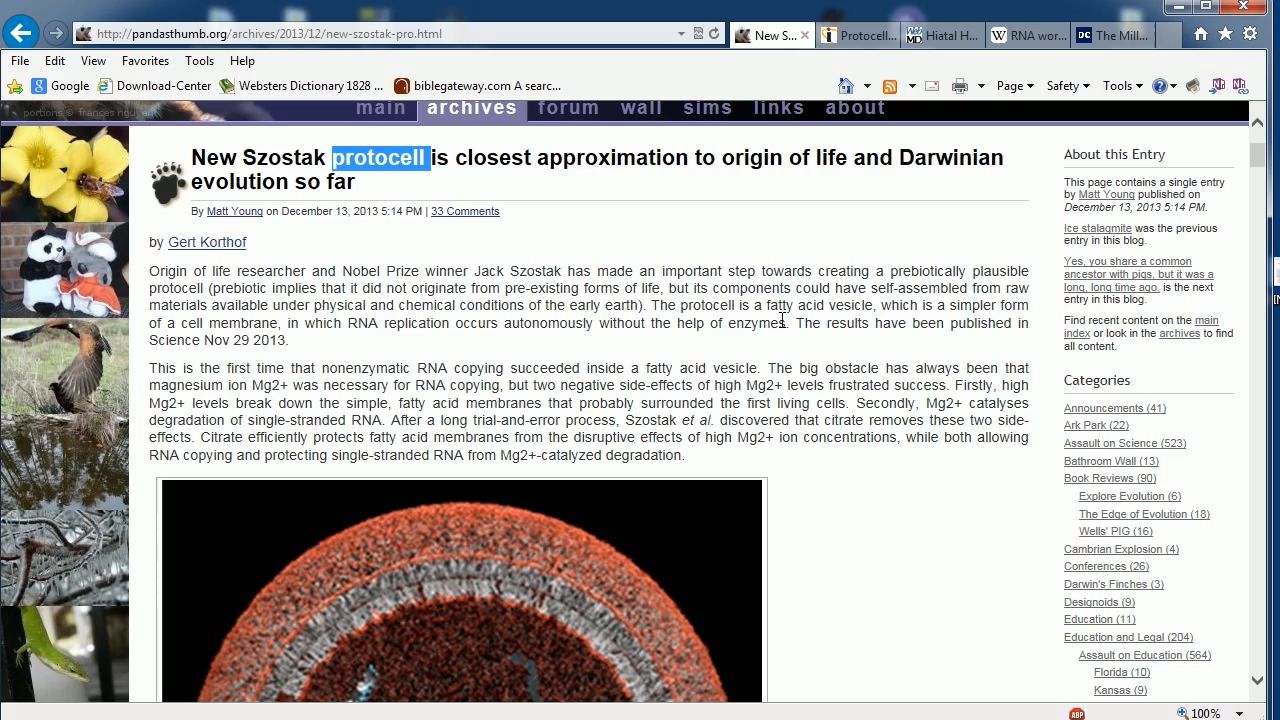 http://pandasthumb.org/archives/2013/12/new-szostak-pro.html
New S...
Protocell...
Hiatal H...
W RNA wor...
DC The Mill...
File Edit View Favorites Tools Help
Google Download-Center Websters Dictionary 1828 ... biblegateway.com A searc...
Page Safety Tools
portions © frances nguyen
main archives forum wall sims links about
New Szostak protocell is closest approximation to origin of life and Darwinian
evolution so far
By Matt Young on December 13, 2013 5:14 PM | 33 Comments
by Gert Korthof
Origin of life researcher and Nobel Prize winner Jack Szostak has made an important step towards creating a prebiotically plausible
protocell (prebiotic implies that it did not originate from pre-existing forms of life, but its components could have self-assembled from raw
materials available under physical and chemical conditions of the early earth). The protocell is a fatty acid vesicle, which is a simpler form
of a cell membrane, in which RNA replication occurs autonomously without the help of enzymes. The results have been published in
Science Nov 29 2013.
This is the first time that nonenzymatic RNA copying succeeded inside a fatty acid vesicle. The big obstacle has always been that
magnesium ion Mg2+ was necessary for RNA copying, but two negative side-effects of high Mg2+ levels frustrated success. Firstly, high
Mg2+ levels break down the simple, fatty acid membranes that probably surrounded the first living cells. Secondly, Mg2+ catalyses
degradation of single-stranded RNA. After a long trial-and-error process, Szostak et al. discovered that citrate removes these two side-
effects. Citrate efficiently protects fatty acid membranes from the disruptive effects of high Mg2+ ion concentrations, while both allowing
RNA copying and protecting single-stranded RNA from Mg2+-catalyzed degradation.
About this Entry
This page contains a single entry
by Matt Young published on
December 13, 2013 5:14 PM.
Ice stalagmite was the previous
entry in this blog.
Yes, you share a common
ancestor with pigs, but it was a
long, long time ago. is the next
entry in this blog.
Find recent content on the main
index or look in the archives to find
all content.
Categories
Announcements (41)
Ark Park (22)
Assault on Science (523)
Bathroom Wall (13)
Book Reviews (90)
Explore Evolution (6)
The Edge of Evolution (18)
Wells' PIG (16)
Cambrian Explosion (4)
Conferences (26)
Darwin's Finches (3)
Designoids (9)
Education (11)
Education and Legal (204)
Assault on Education (564)
Florida (10)
Kansas (9)
ABP
100%